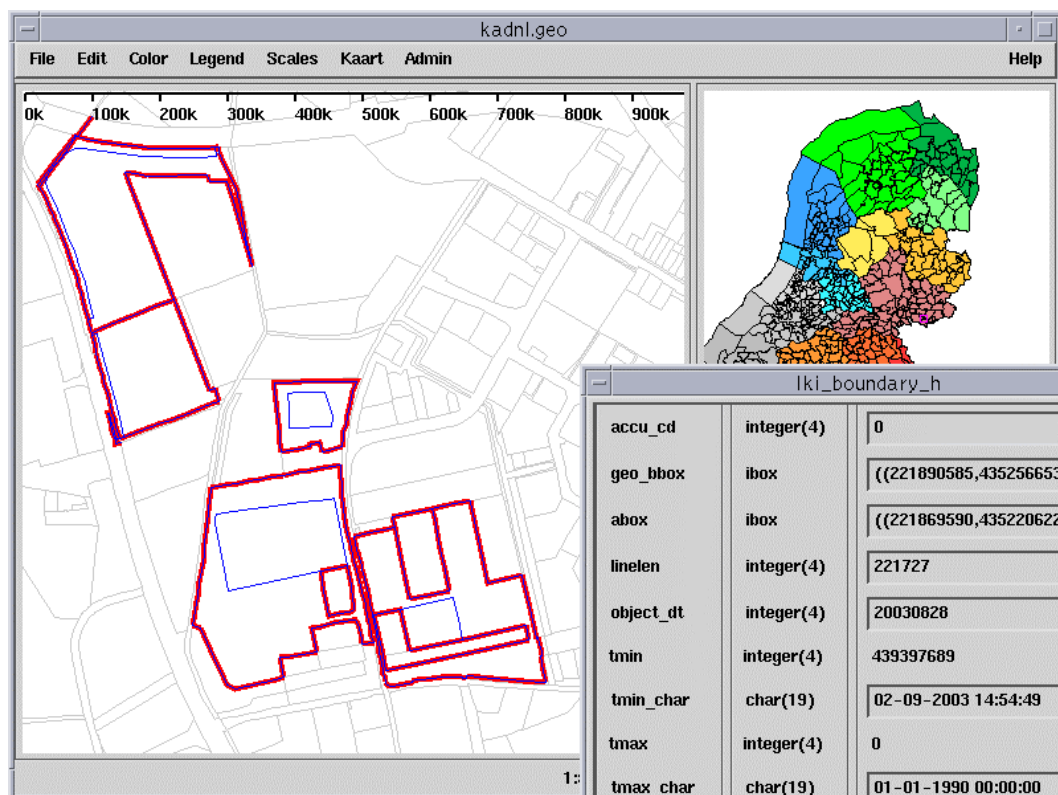 kadnl.geo
File Edit Color Legend Scales Kaart Admin Help
0k 100k 200k 300k 400k 500k 600k 700k 800k 900k
lki_boundary_h
accu_cd integer(4) 0
geo_bbox ibox ((221890585,435256653
abox ibox ((221869590,435220622
linelen integer(4) 221727
object_dt integer(4) 20030828
tmin integer(4) 439397689
tmin_char char(19) 02-09-2003 14:54:49
tmax integer(4) 0
1:
tmax_char char(19) 01-01-1990 00:00:00